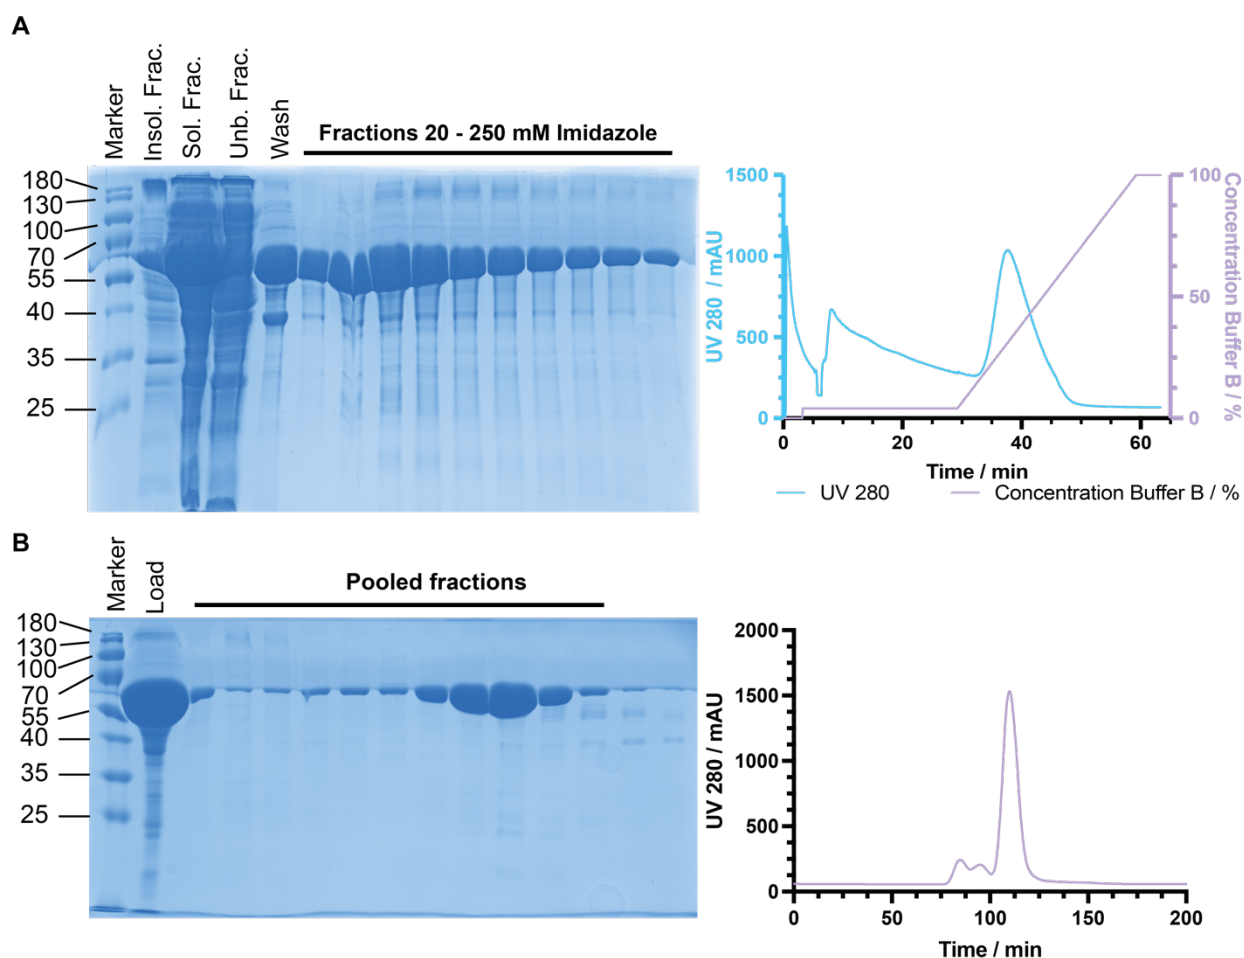 A
Marker
Insol. Frac.
Sol. Frac.
Unb. Frac.
Wash
Fractions 20 - 250 mM Imidazole
180
130
100
70
55
40
35
25
1500
1000
500
0
UV 280 / mAU
100
50
0
Concentration Buffer B / %
0 20 40 60
Time / min
UV 280
Concentration Buffer B / %
B
Marker
Load
Pooled fractions
180
130
100
70
55
40
35
25
2000
1500
1000
500
0
UV 280 / mAU
0 50 100 150 200
Time / min